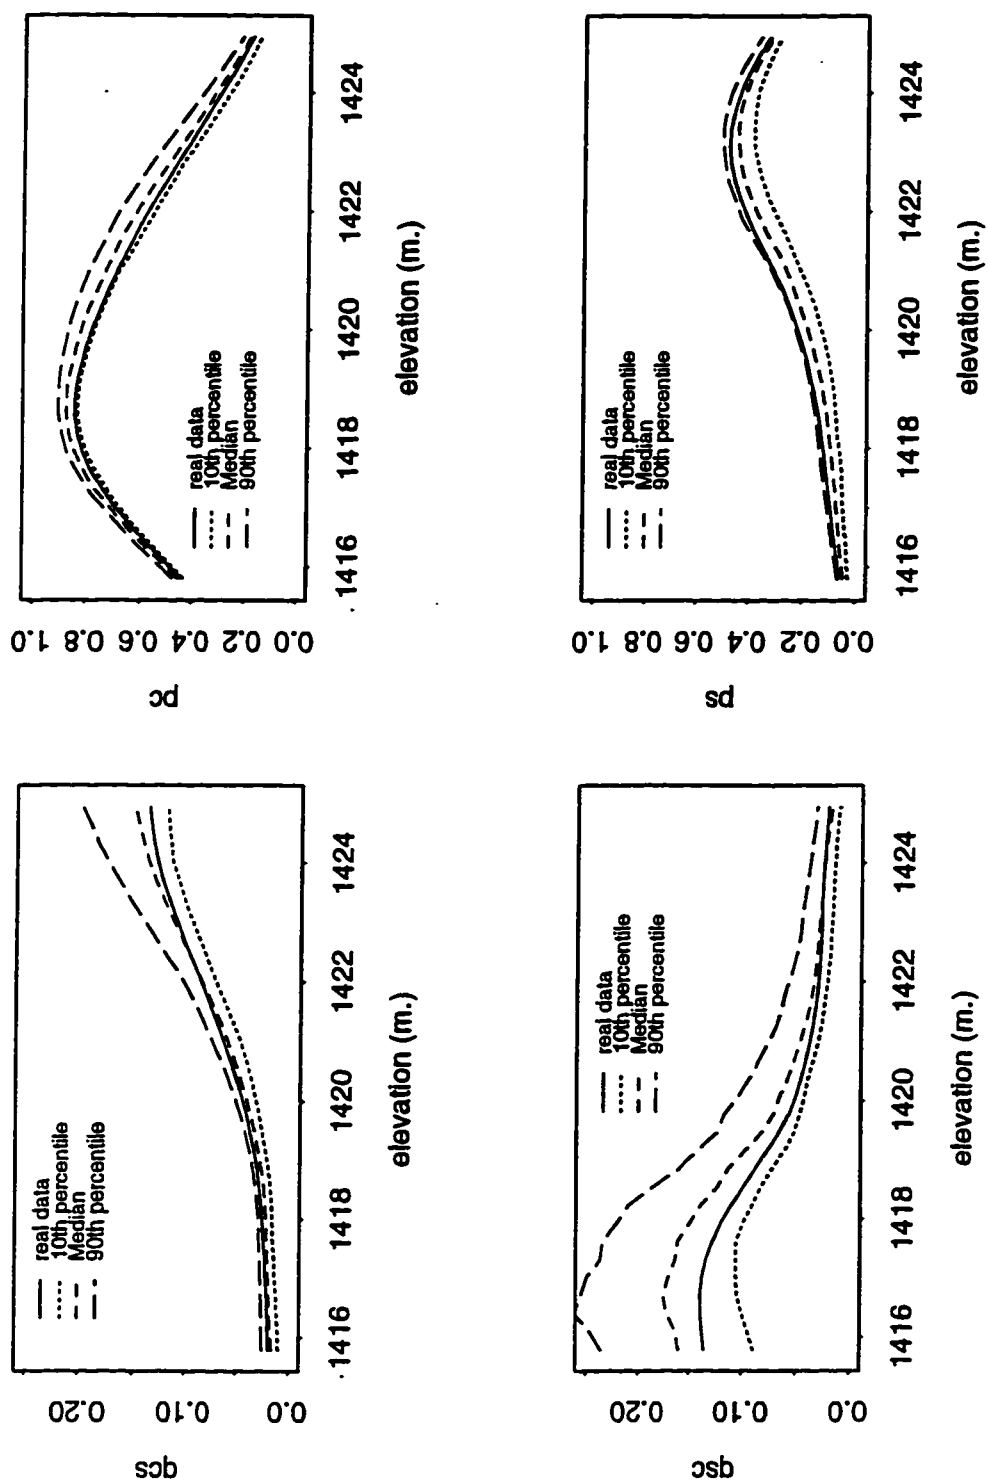 qcs
0.0 0.10 0.20
real data
10th percentile
Median
90th percentile
1416 1418 1420 1422 1424
elevation (m.)
pc
0.0 0.2 0.4 0.6 0.8 1.0
real data
10th percentile
Median
90th percentile
1416 1418 1420 1422 1424
elevation (m.)
qsc
0.0 0.10 0.20
real data
10th percentile
Median
90th percentile
1416 1418 1420 1422 1424
elevation (m.)
ps
0.0 0.2 0.4 0.6 0.8 1.0
real data
10th percentile
Median
90th percentile
1416 1418 1420 1422 1424
elevation (m.)